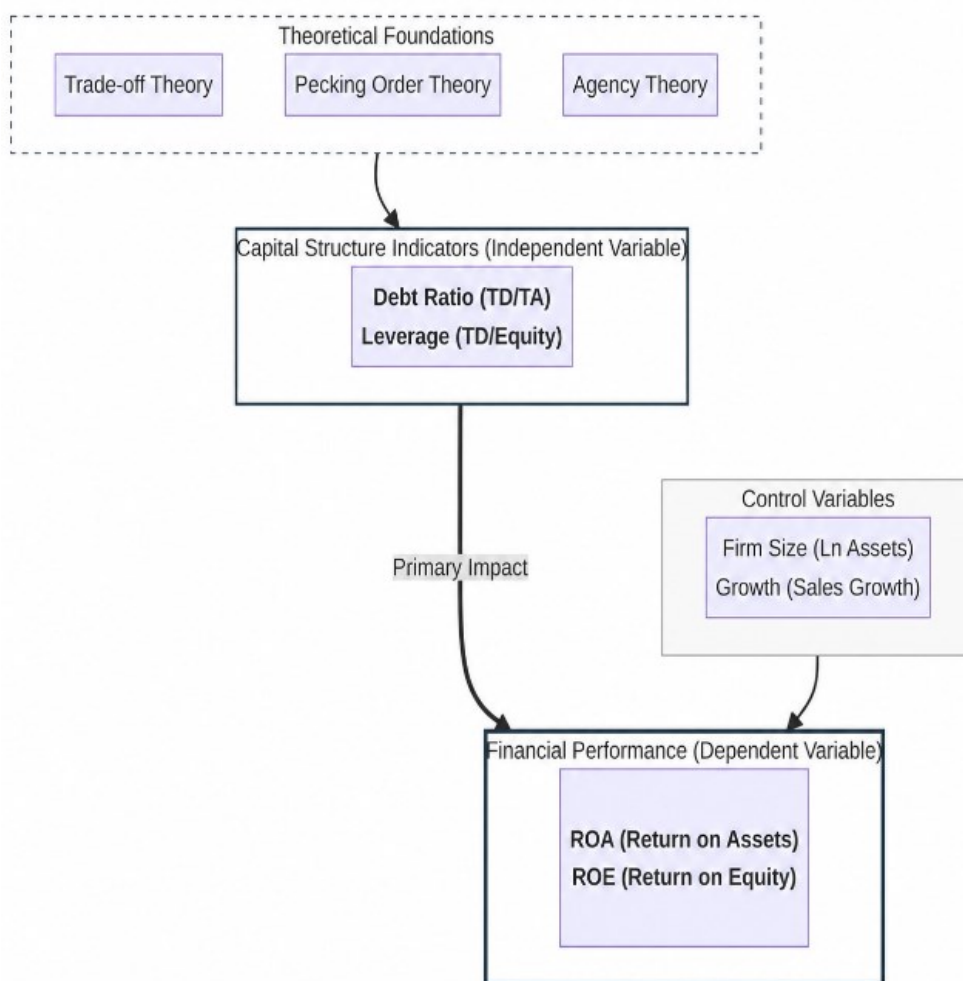 Theoretical Foundations
Trade-off Theory
Pecking Order Theory
Agency Theory
Capital Structure Indicators (Independent Variable)
Debt Ratio (TD/TA)
Leverage (TD/Equity)
Control Variables
Firm Size (Ln Assets)
Growth (Sales Growth)
Primary Impact
Financial Performance (Dependent Variable)
ROA (Return on Assets)
ROE (Return on Equity)